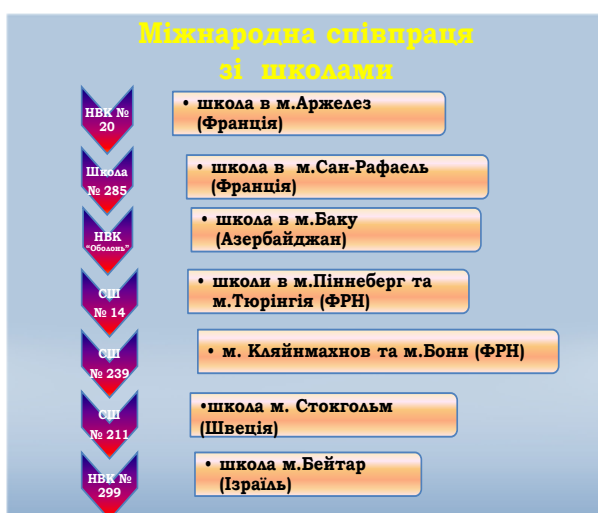 Міжнародна співпраця
зі школами
НВК №
20
• школа в м.Аржелез
(Франція)
Школа
№ 285
• школа в м.Сан-Рафаель
(Франція)
НВК
"Оболонь"
• школа в м.Баку
(Азербайджан)
СШ
№ 14
• школи в м.Піннеберг та
м.Тюрінгія (ФРН)
СШ
№ 239
• м. Кляйнмахнов та м.Бонн (ФРН)
СШ
№ 211
•школа м. Стокгольм
(Швеція)
НВК №
299
• школа м.Бейтар
(Ізраїль)